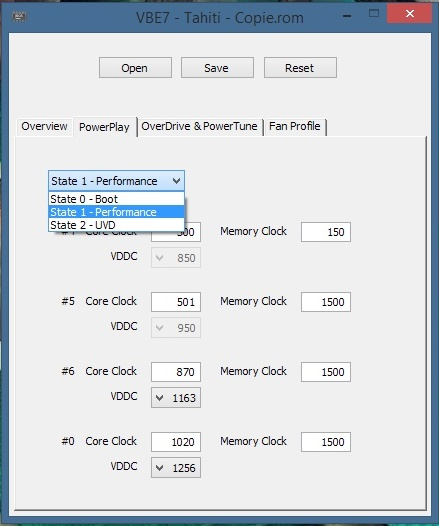 VBE7 - Tahiti - Copie.rom
Open Save Reset
Overview PowerPlay OverDrive & PowerTune Fan Profile
State 1 - Performance
State 0 - Boot
State 1 - Performance
State 2 - UVD
Core Clock Memory Clock 150
VDDC 850
#5 Core Clock 501 Memory Clock 1500
VDDC 950
#6 Core Clock 870 Memory Clock 1500
VDDC 1163
#0 Core Clock 1020 Memory Clock 1500
VDDC 1256